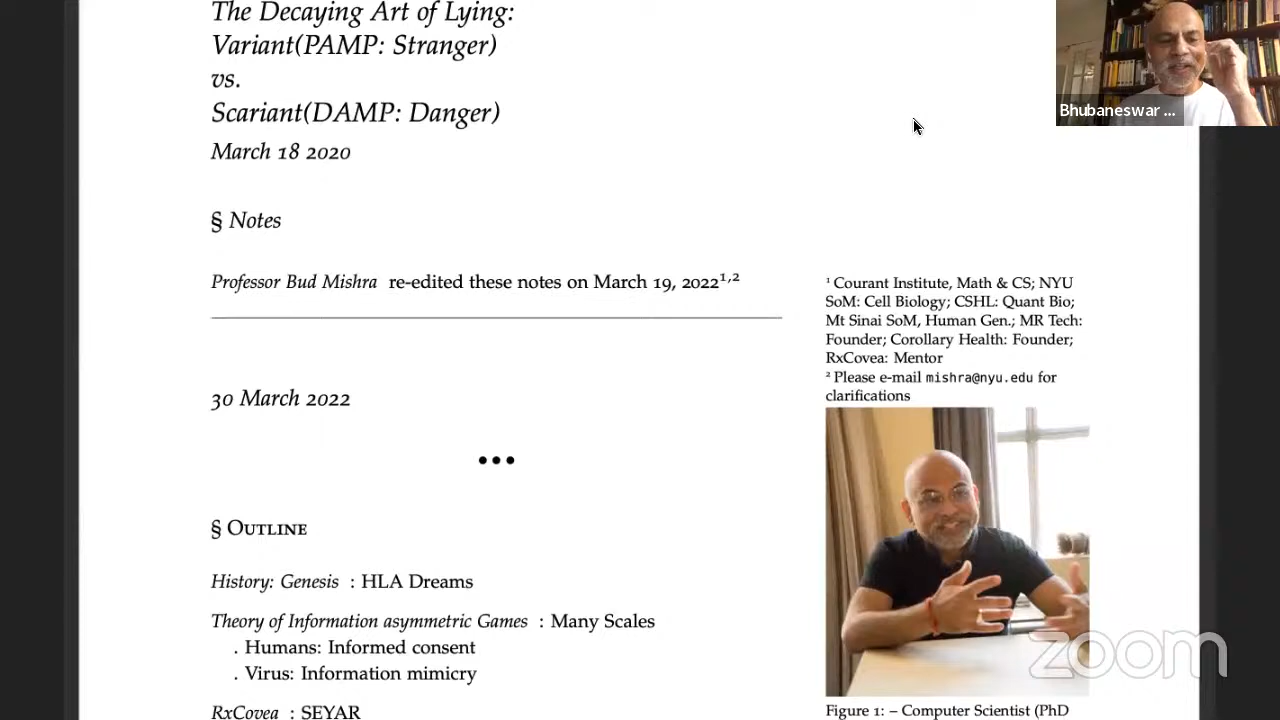 The Decaying Art of Lying:
Variant(PAMP: Stranger)
vs.
Scariant(DAMP: Danger)
March 18 2020
§ Notes
Professor Bud Mishra re-edited these notes on March 19, 2022¹,²
30 March 2022
•••
§ OUTLINE
History: Genesis : HLA Dreams
Theory of Information asymmetric Games : Many Scales
. Humans: Informed consent
. Virus: Information mimicry
RxCovea : SEYAR
¹ Courant Institute, Math & CS; NYU
SoM: Cell Biology; CSHL: Quant Bio;
Mt Sinai SoM, Human Gen.; MR Tech:
Founder; Corollary Health: Founder;
RxCovea: Mentor
² Please e-mail mishra@nyu.edu for
clarifications
Figure 1: – Computer Scientist (PhD
Bhubaneswar ...
zoom